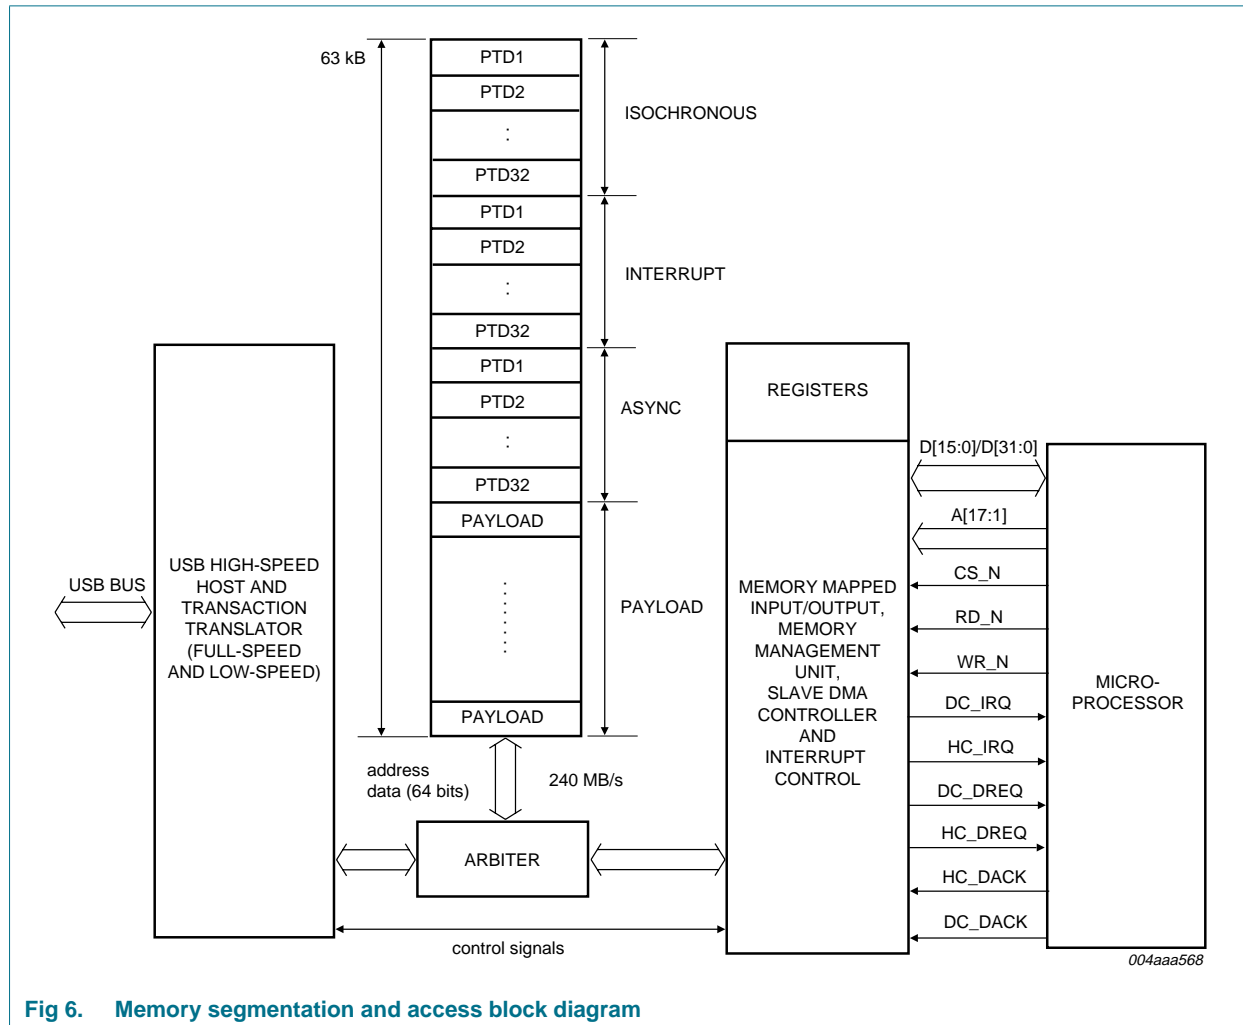 63 kB
PTD1
PTD2
PTD32
ISOCHRONOUS
PTD1
PTD2
PTD32
INTERRUPT
PTD1
PTD2
PTD32
ASYNC
PAYLOAD
PAYLOAD
PAYLOAD
USB BUS
USB HIGH-SPEED
HOST AND
TRANSACTION
TRANSLATOR
(FULL-SPEED
AND LOW-SPEED)
address
data (64 bits)
240 MB/s
ARBITER
control signals
REGISTERS
MEMORY MAPPED
INPUT/OUTPUT,
MEMORY
MANAGEMENT
UNIT,
SLAVE DMA
CONTROLLER
AND
INTERRUPT
CONTROL
D[15:0]/D[31:0]
A[17:1]
CS_N
RD_N
WR_N
DC_IRQ
HC_IRQ
DC_DREQ
HC_DREQ
HC_DACK
DC_DACK
MICRO-
PROCESSOR
004aaa568
Fig 6. Memory segmentation and access block diagram